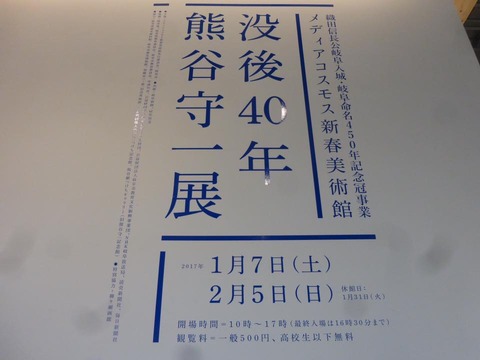 織田信長公岐阜入城・岐阜命名450年記念冠事業
メディアコスモス新春美術館
没後40年
熊谷守一展
2017年
1月7日(土)
2月5日(日)
休館日:
1月31日(火)
開場時間=10時〜17時(最終入場は16時30分まで)
観覧料=一般500円、高校生以下無料